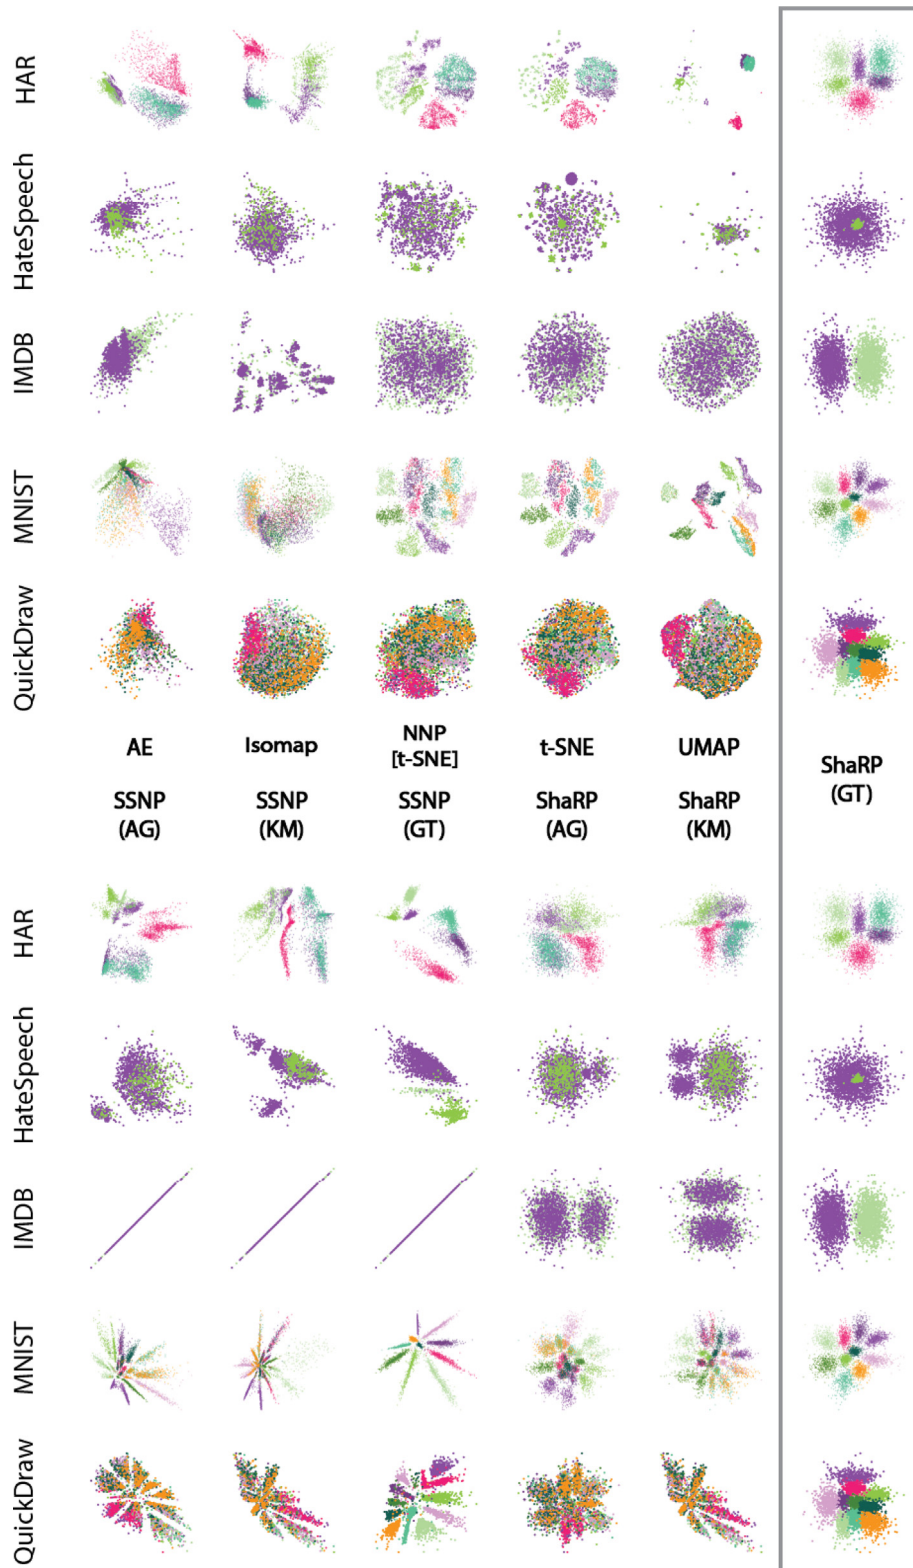 HAR
HateSpeech
IMDB
MNIST
QuickDraw
AE
Isomap
NNP
[t-SNE]
t-SNE
UMAP
ShaRP
(GT)
SSNP
(AG)
SSNP
(KM)
SSNP
(GT)
ShaRP
(AG)
ShaRP
(KM)
HAR
HateSpeech
IMDB
MNIST
QuickDraw